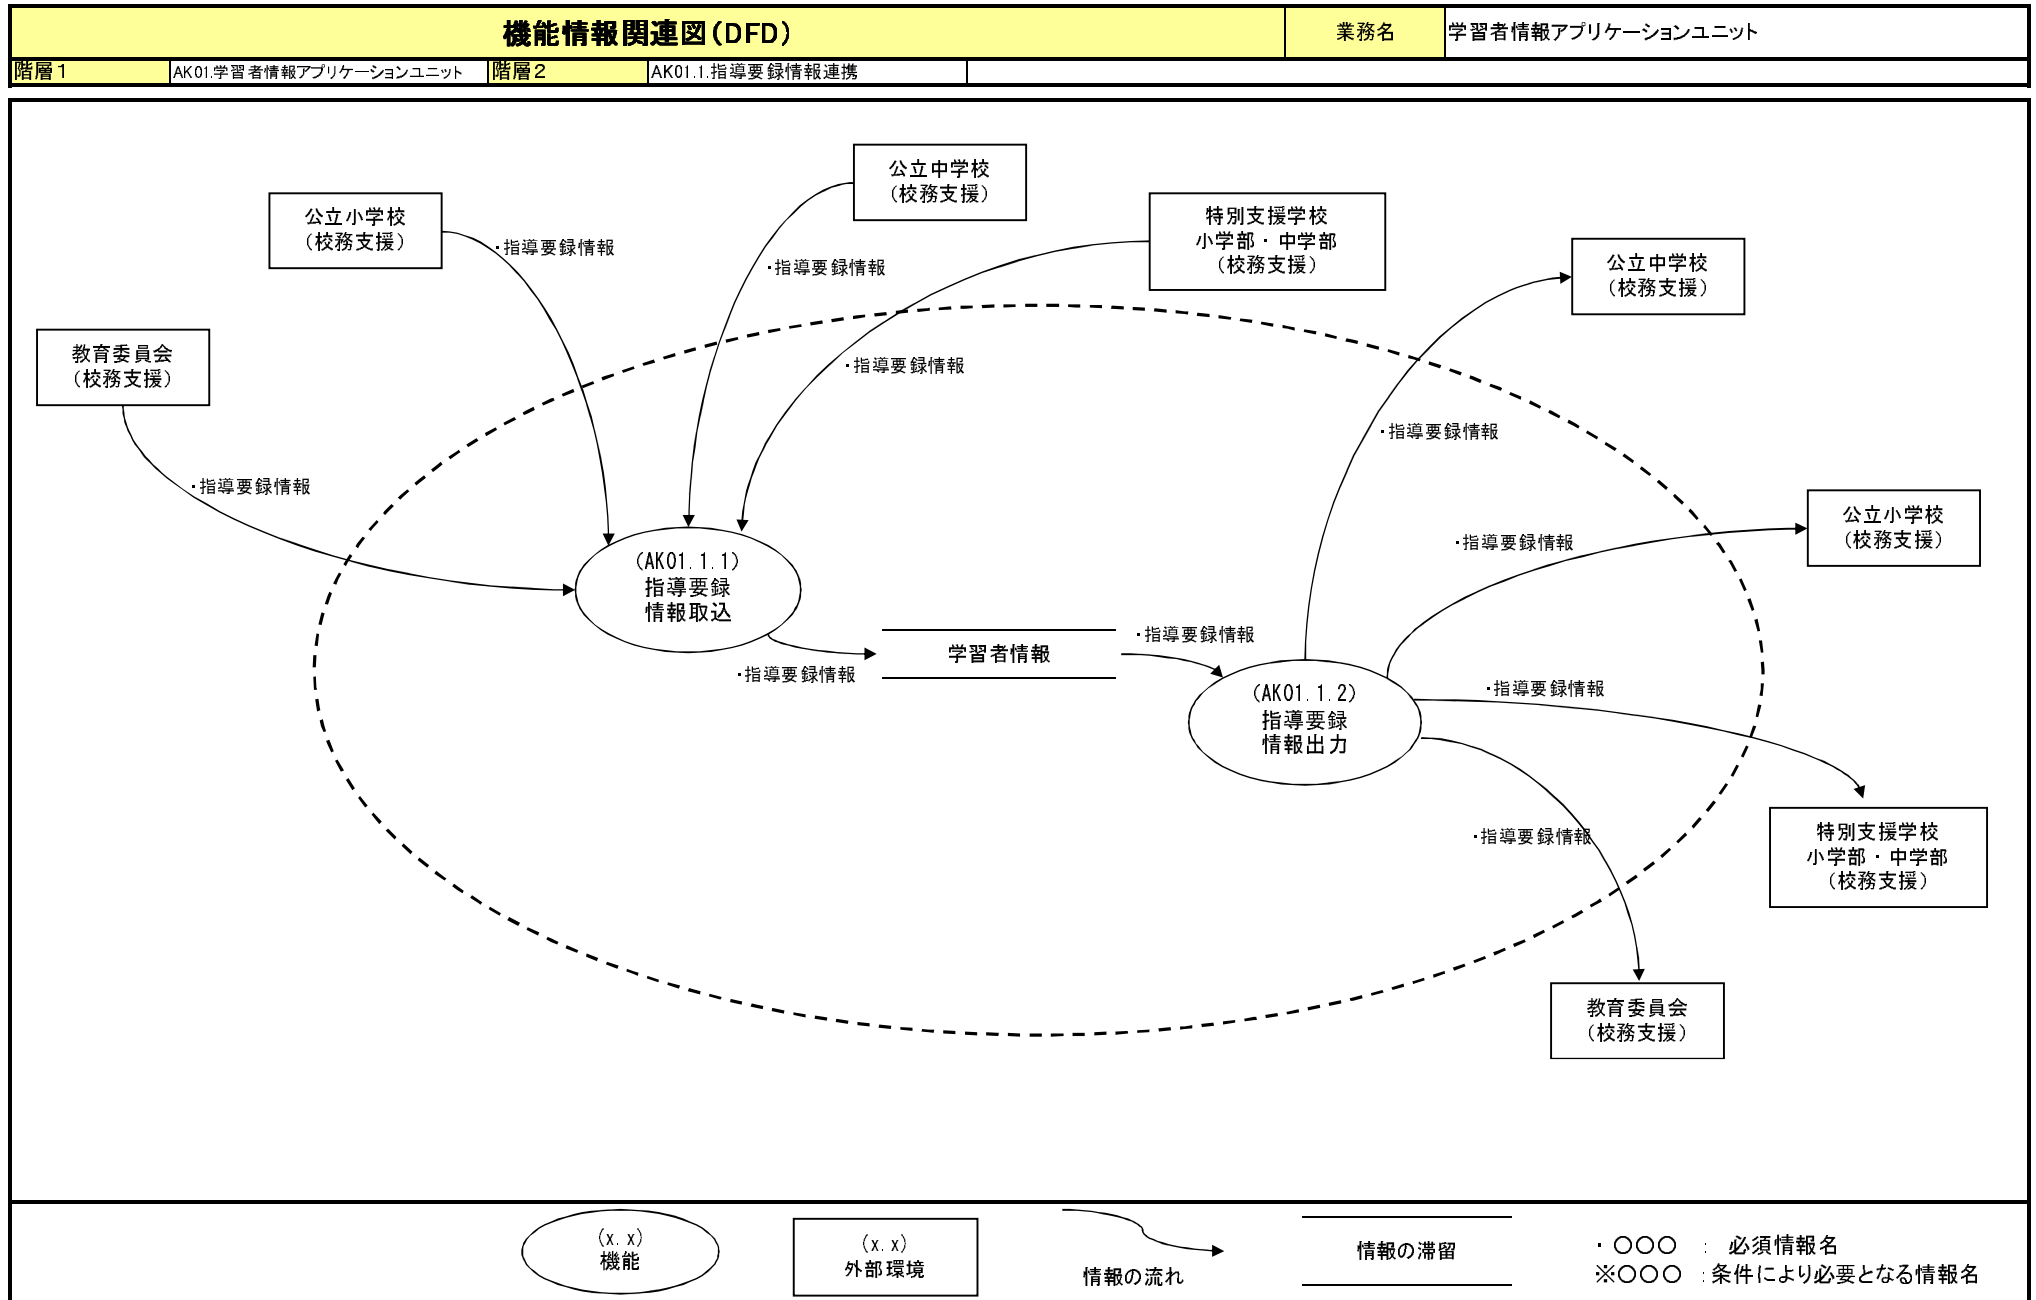 機能情報関連図(DFD)
業務名
学習者情報アプリケーションユニット
階層1
AK01.学習者情報アプリケーションユニット
階層2
AK01.1.指導要録情報連携
公立中学校
(校務支援)
公立小学校
(校務支援)
特別支援学校
小学部・中学部
(校務支援)
・指導要録情報
・指導要録情報
公立中学校
(校務支援)
教育委員会
(校務支援)
・指導要録情報
・指導要録情報
・指導要録情報
公立小学校
(校務支援)
・指導要録情報
(AK01.1.1)
指導要録
情報取込
・指導要録情報
学習者情報
・指導要録情報
(AK01.1.2)
指導要録
情報出力
・指導要録情報
・指導要録情報
特別支援学校
小学部・中学部
(校務支援)
教育委員会
(校務支援)
(x.x)
機能
(x.x)
外部環境
情報の流れ
情報の滞留
・○○○ : 必須情報名
※○○○ :条件により必要となる情報名